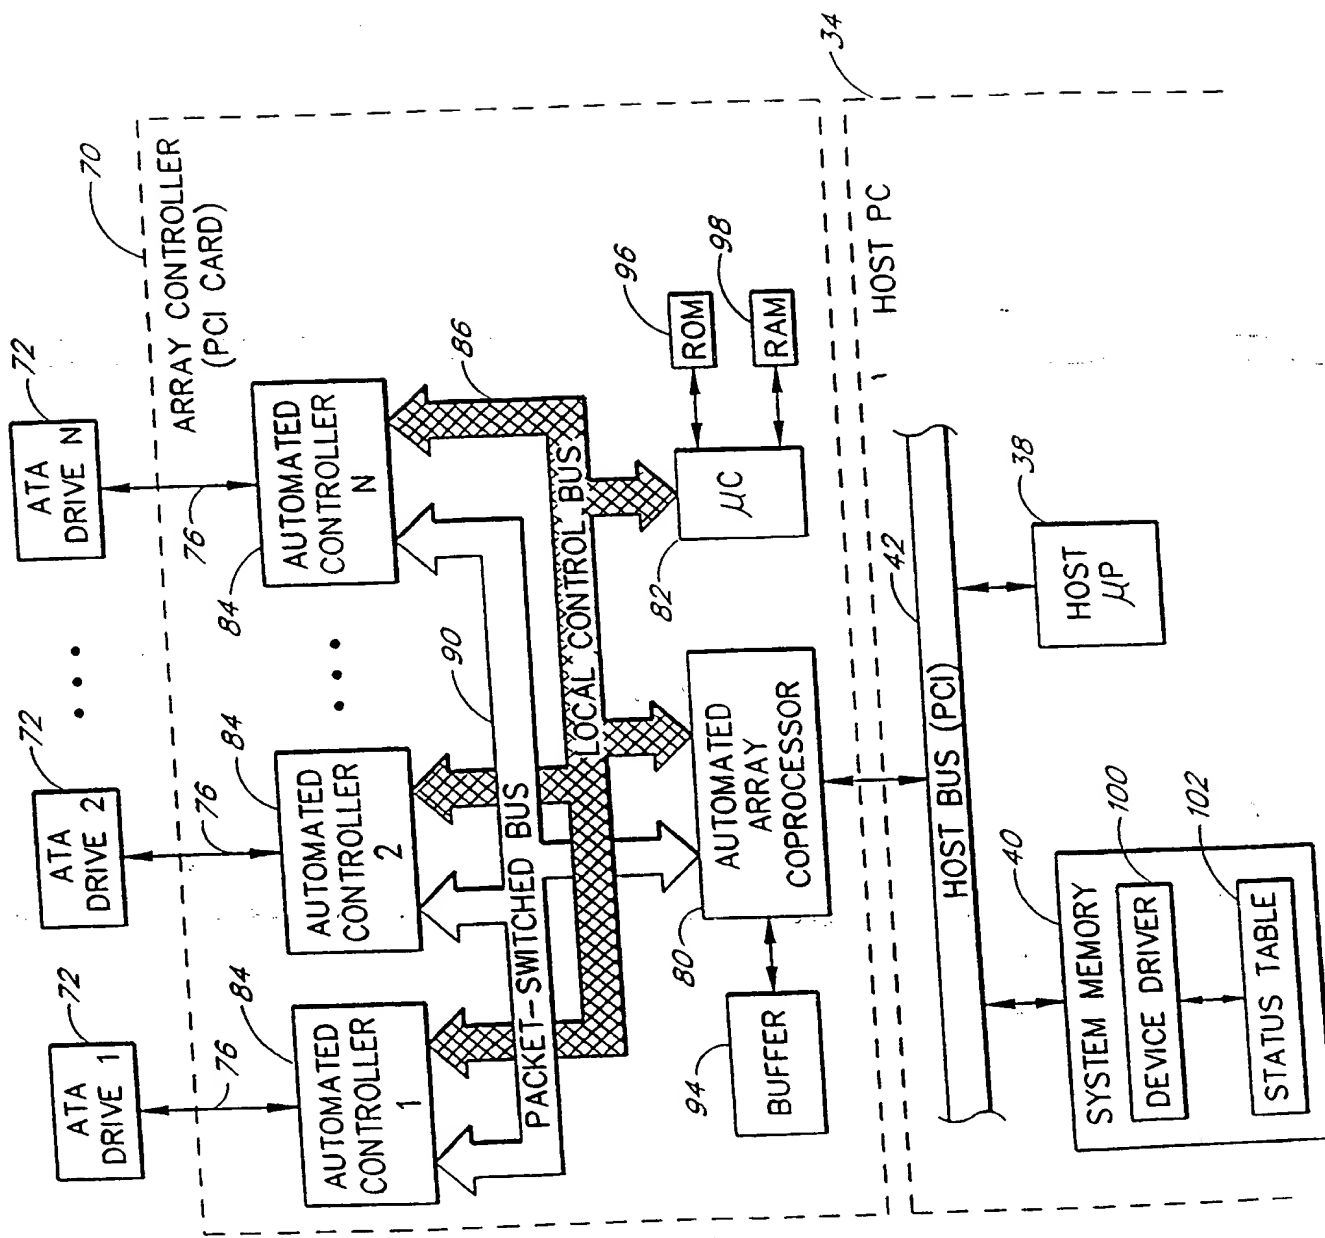 72
ATA
DRIVE 1
72
ATA
DRIVE 2
• • •
72
ATA
DRIVE N
70
76
76
76
ARRAY CONTROLLER
(PCI CARD)
84
AUTOMATED
CONTROLLER
1
84
AUTOMATED
CONTROLLER
2
• • •
84
AUTOMATED
CONTROLLER
N
90
86
PACKET-SWITCHED BUS
LOCAL CONTROL BUS
94
BUFFER
80
AUTOMATED
ARRAY
COPROCESSOR
82
μC
96
ROM
98
RAM
34
HOST PC
42
HOST BUS (PCI)
40
SYSTEM MEMORY
100
DEVICE DRIVER
102
STATUS TABLE
38
HOST
μP